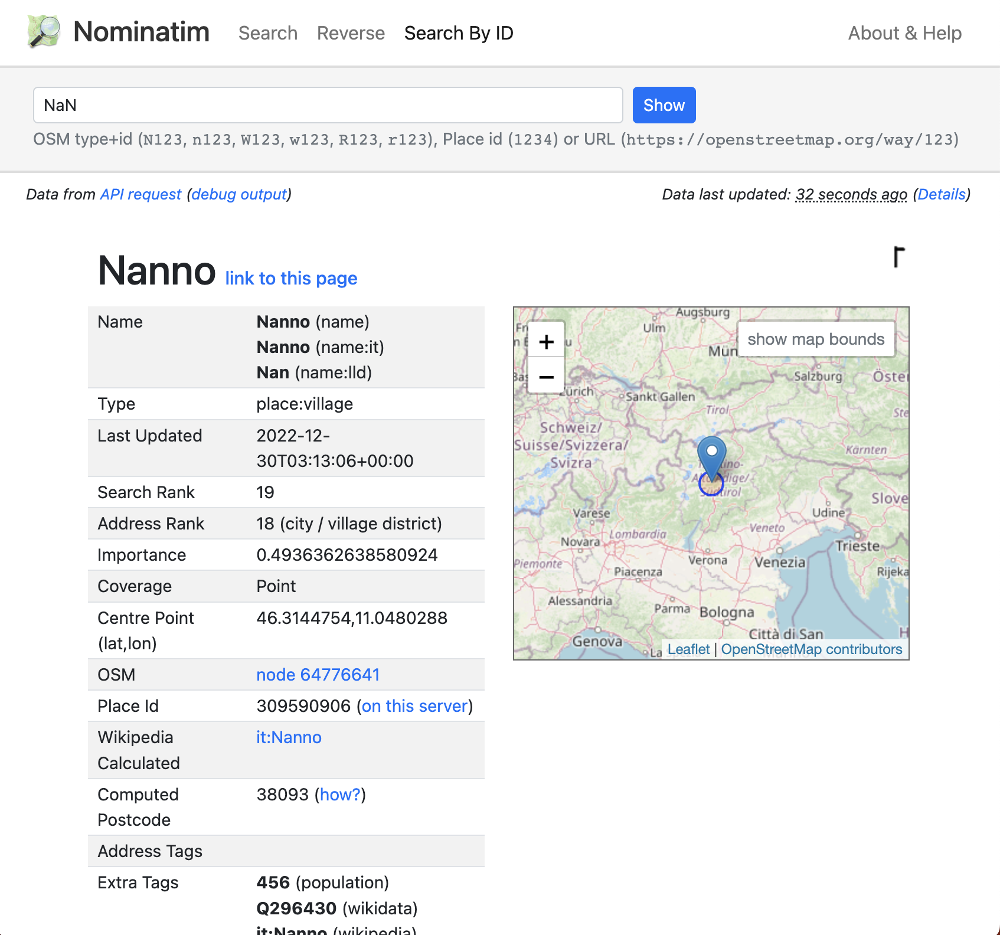 Nominatim Search Reverse Search By ID About & Help
NaN Show
OSM type+id (N123, n123, W123, w123, R123, r123), Place id (1234) or URL (https://openstreetmap.org/way/123)
Data from API request (debug output) Data last updated: 32 seconds ago (Details)
Nanno link to this page
Name Nanno (name)
Nanno (name:it)
Nan (name:lld)
Type place:village
Last Updated 2022-12-
30T03:13:06+00:00
Search Rank 19
Address Rank 18 (city / village district)
Importance 0.4936362638580924
Coverage Point
Centre Point 46.3144754,11.0480288
(lat,lon)
OSM node 64776641
Place Id 309590906 (on this server)
Wikipedia it:Nanno
Calculated
Computed 38093 (how?)
Postcode
Address Tags
Extra Tags 456 (population)
Q296430 (wikidata)
it:Nanno (wikipedia)
+
−
show map bounds
Augsburg
Ulm
Salzburg
Sankt Gallen
Tirol
Schweiz/
Suisse/Svizzera/
Svizra
Kärnten
Varese
Udine
Lombardia
Veneto
Novara
Trieste
Piemonte
Verona
Venezia
Piacenza
Rijeka
Alessandria
Parma
Bologna
Città di San
Genova
Leaflet | OpenStreetMap contributors